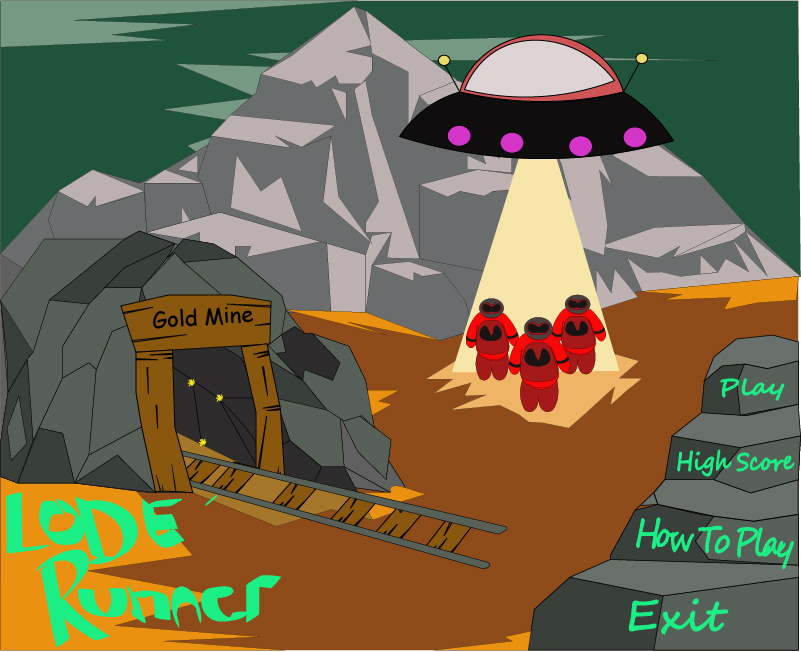 Gold Mine
Play
High Score
How To Play
Exit
LODE
Runner